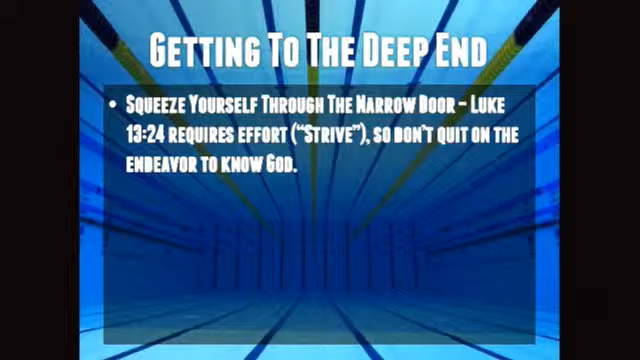 Getting To The Deep End
• Squeeze Yourself Through The Narrow Door – Luke
13:24 requires effort (“Strive”), so don’t quit on the
endeavor to know God.